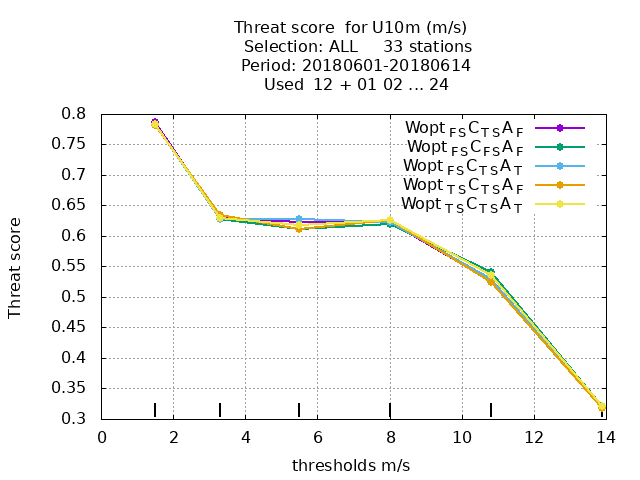 Threat score  for U10m (m/s)
Selection: ALL     33 stations
Period: 20180601-20180614
Used  12 + 01 02 ... 24
Wopt FS C TS A F
Wopt FS C FS A F
Wopt FS C TS A T
Wopt TS C TS A F
Wopt TS C TS A T
Threat score
0.8
0.75
0.7
0.65
0.6
0.55
0.5
0.45
0.4
0.35
0.3
0 2 4 6 8 10 12 14
thresholds m/s